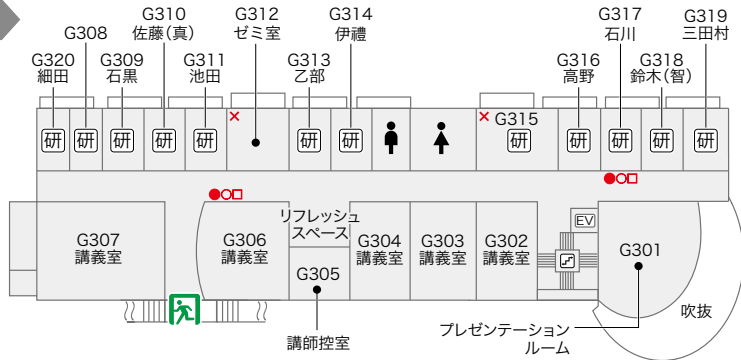 G310
佐藤(真)
G312
ゼミ室
G314
伊禮
G317
石川
G319
三田村
G308
G320
細田
G309
石黒
G311
池田
G313
乙部
G316
高野
G318
鈴木(智)
G315
研
研
研
研
研
研
研
研
研
研
研
研
リフレッシュ
スペース
EV
G307
講義室
G306
講義室
G304
講義室
G303
講義室
G302
講義室
G301
G305
吹抜
講師控室
プレゼンテーション
ルーム